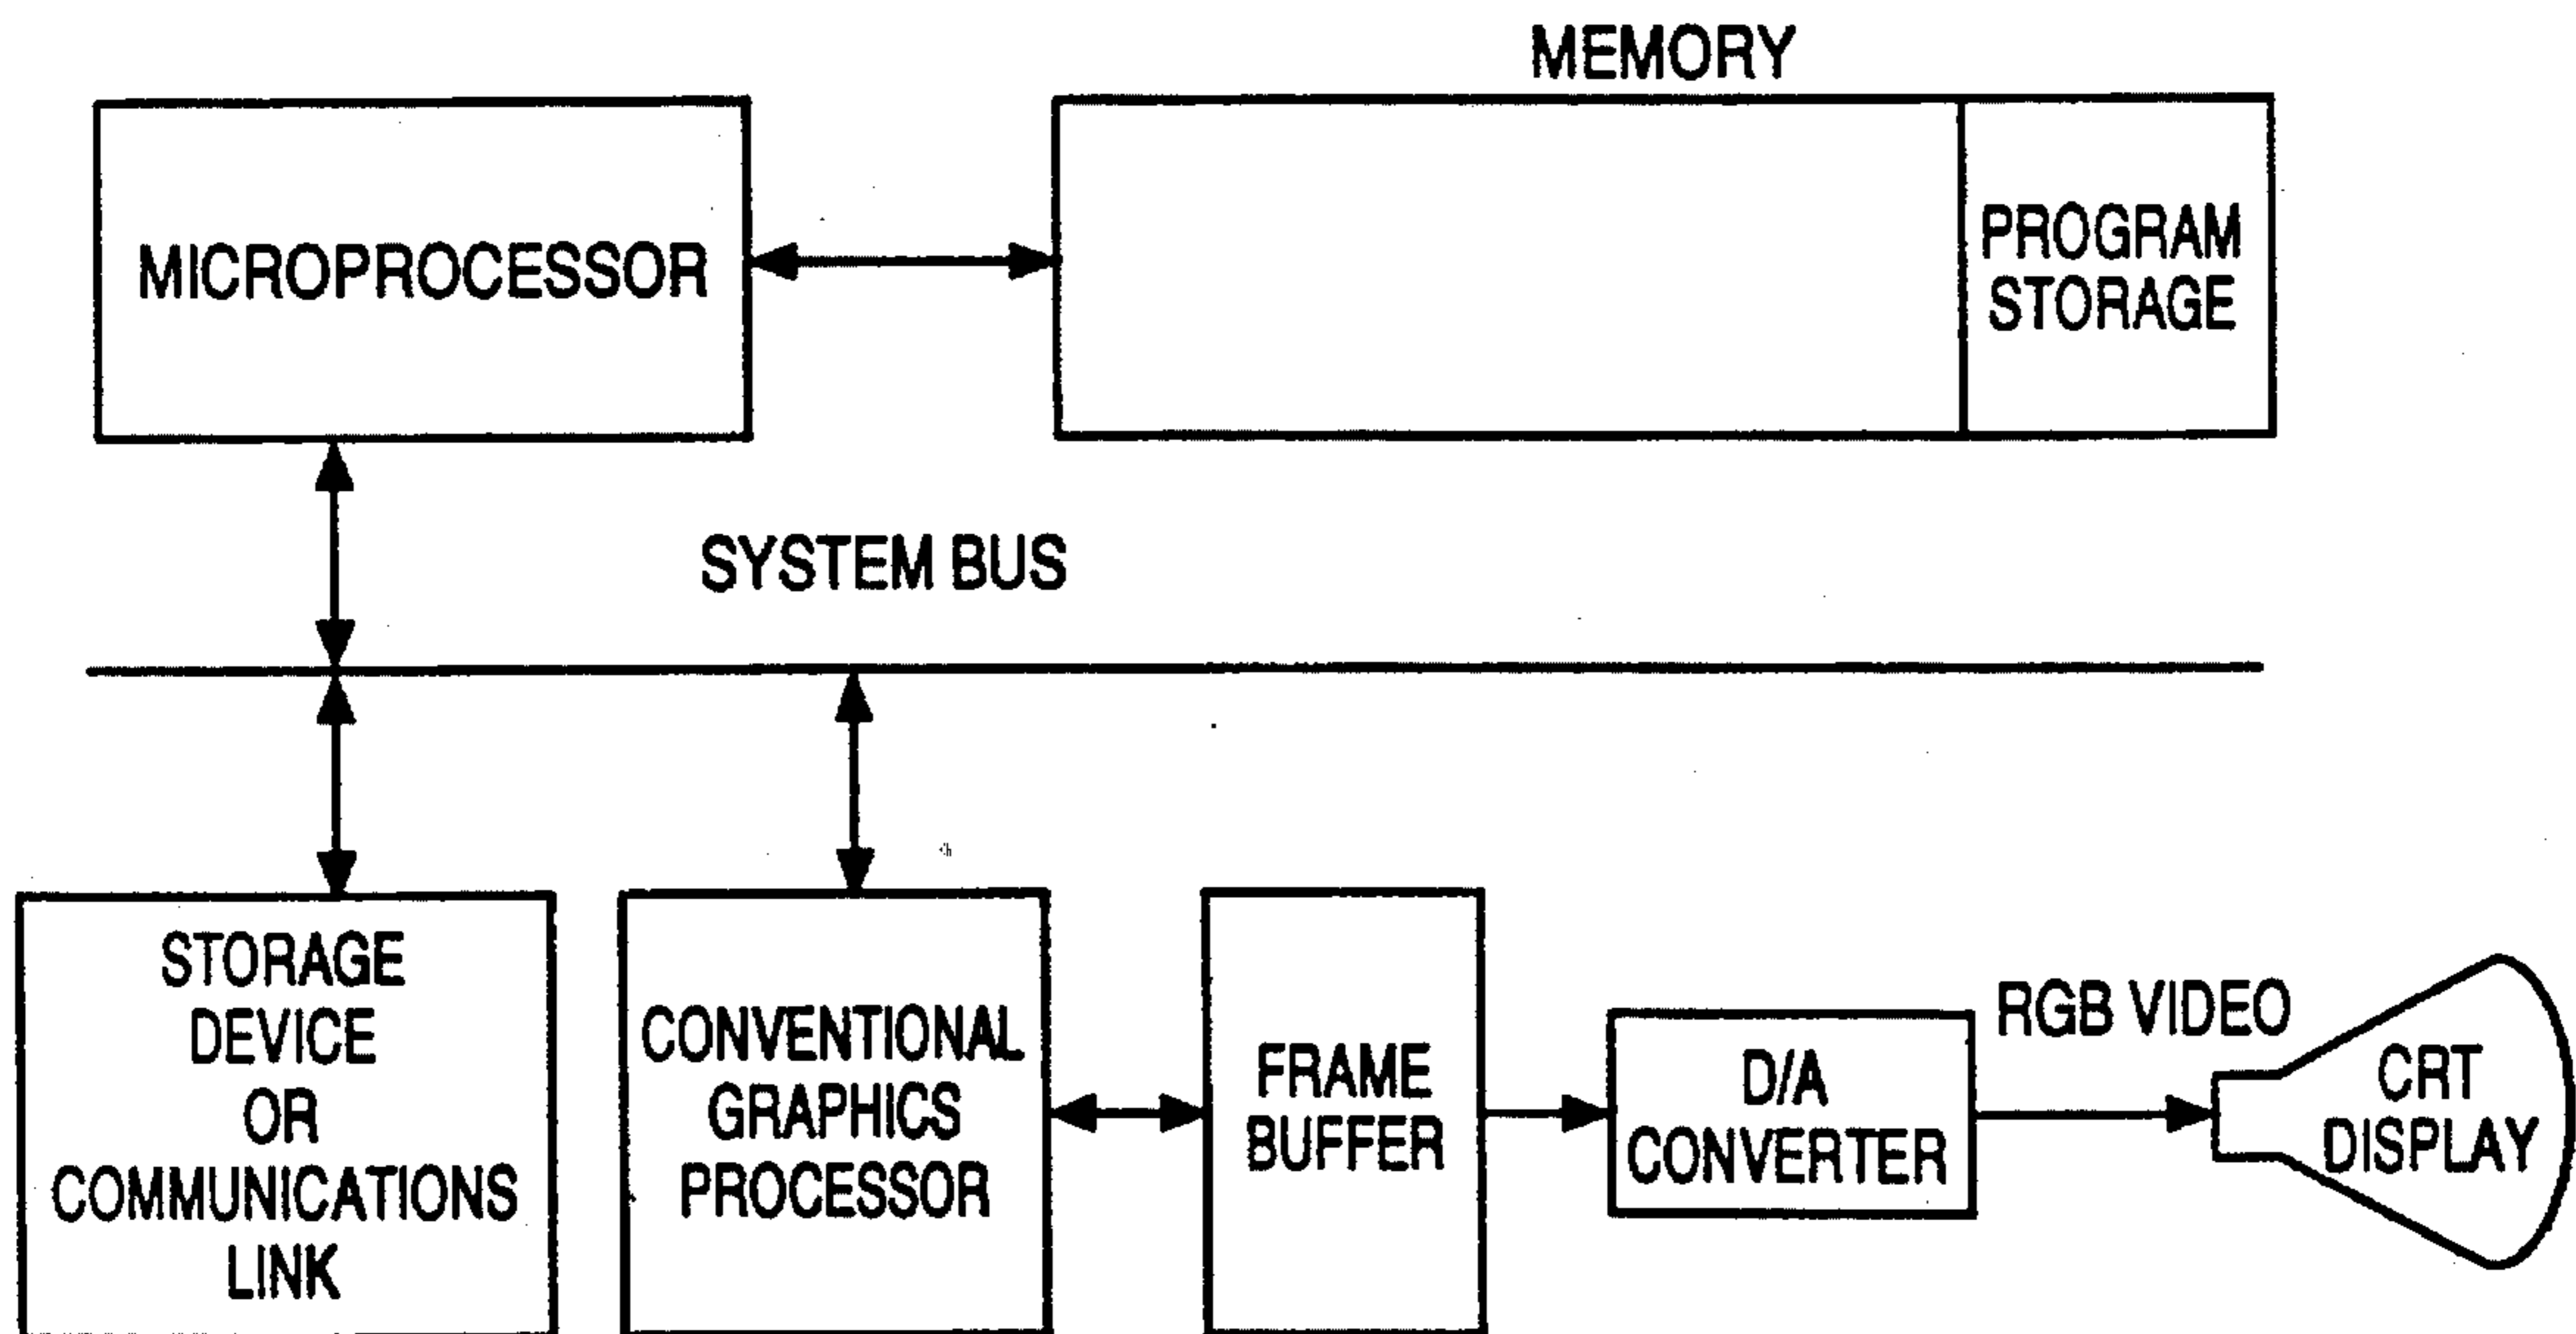 MEMORY
MICROPROCESSOR
PROGRAM
STORAGE
SYSTEM BUS
STORAGE
DEVICE
OR
COMMUNICATIONS
LINK
CONVENTIONAL
GRAPHICS
PROCESSOR
FRAME
BUFFER
D/A
CONVERTER
RGB VIDEO
CRT
DISPLAY